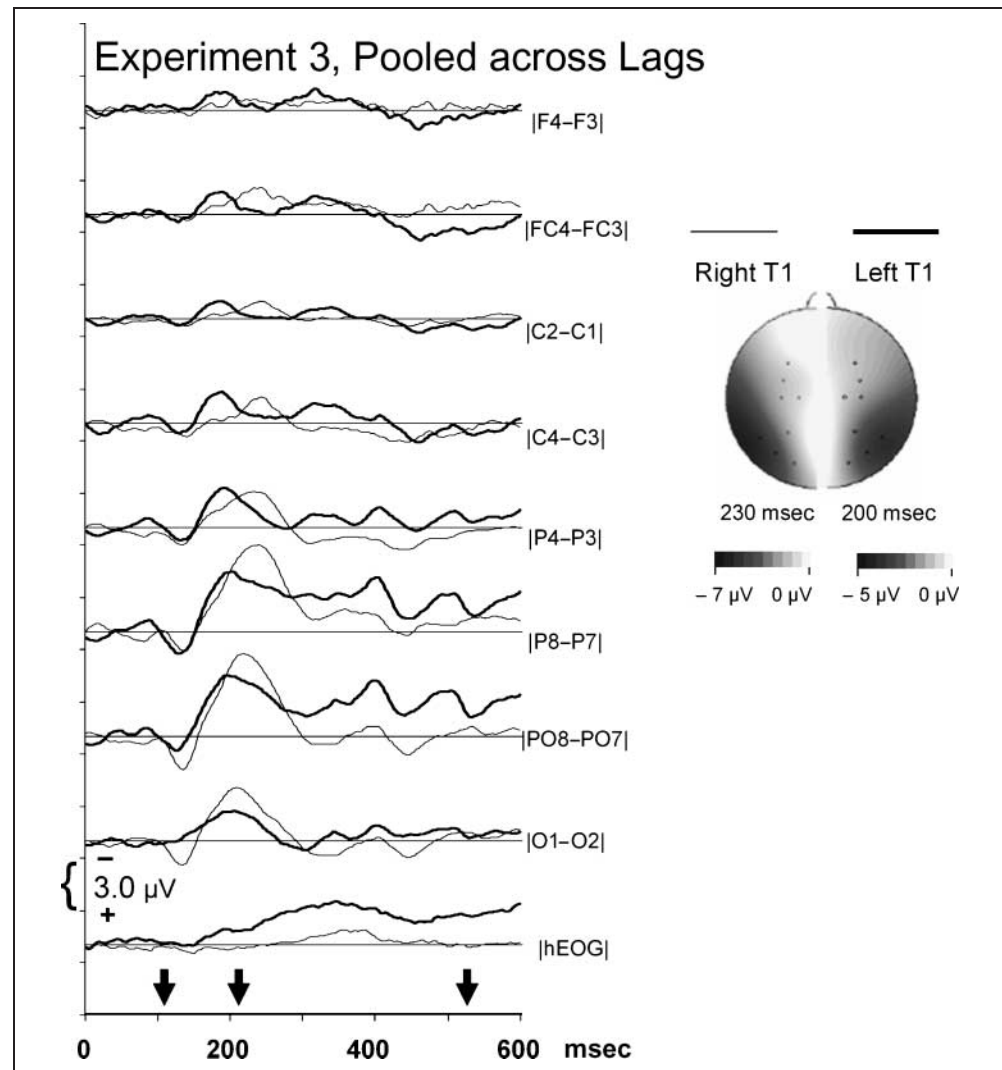 Experiment 3, Pooled across Lags
|F4–F3|
|FC4–FC3|
|C2–C1|
|C4–C3|
|P4–P3|
|P8–P7|
|PO8–PO7|
|O1–O2|
|hEOG|
–
{ 3.0 µV
+
0 200 400 600 msec
Right T1 Left T1
230 msec 200 msec
– 7 µV 0 µV – 5 µV 0 µV